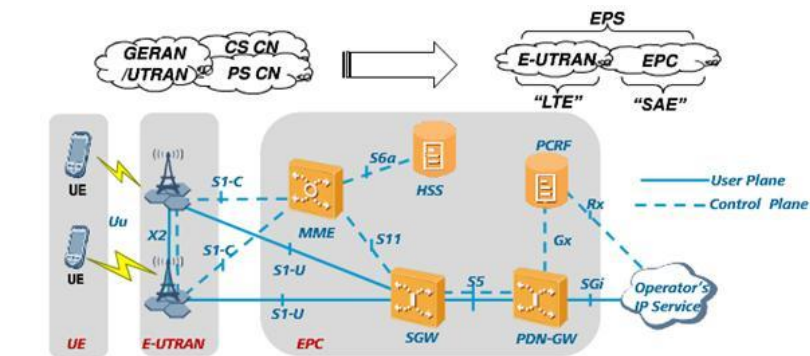 EPS
GERAN
/UTRAN
CS CN
PS CN
E-UTRAN
EPC
"LTE"
"SAE"
UE
Uu
UE
S1-C
X2
S1-C
S6a
HSS
MME
S11
S1-U
S1-U
SGW
S5
PCRF
Rx
Gx
PDN-GW
SGi
Operator's
IP Service
User Plane
Control Plane
UE
E-UTRAN
EPC